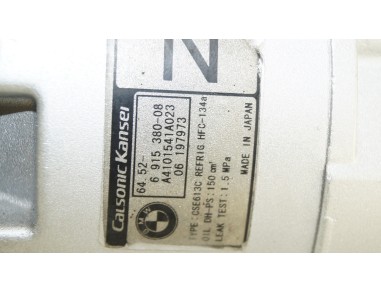 N
Calsonic Kansei
64.52-
6 915 380-08
A4101541A023
06 197973
BMW
TYPE:CSE613C REFRIG.HFC-134a
OIL DH-PS:150 cm³
LEAK TEST:1.5 MPa
MADE IN JAPAN